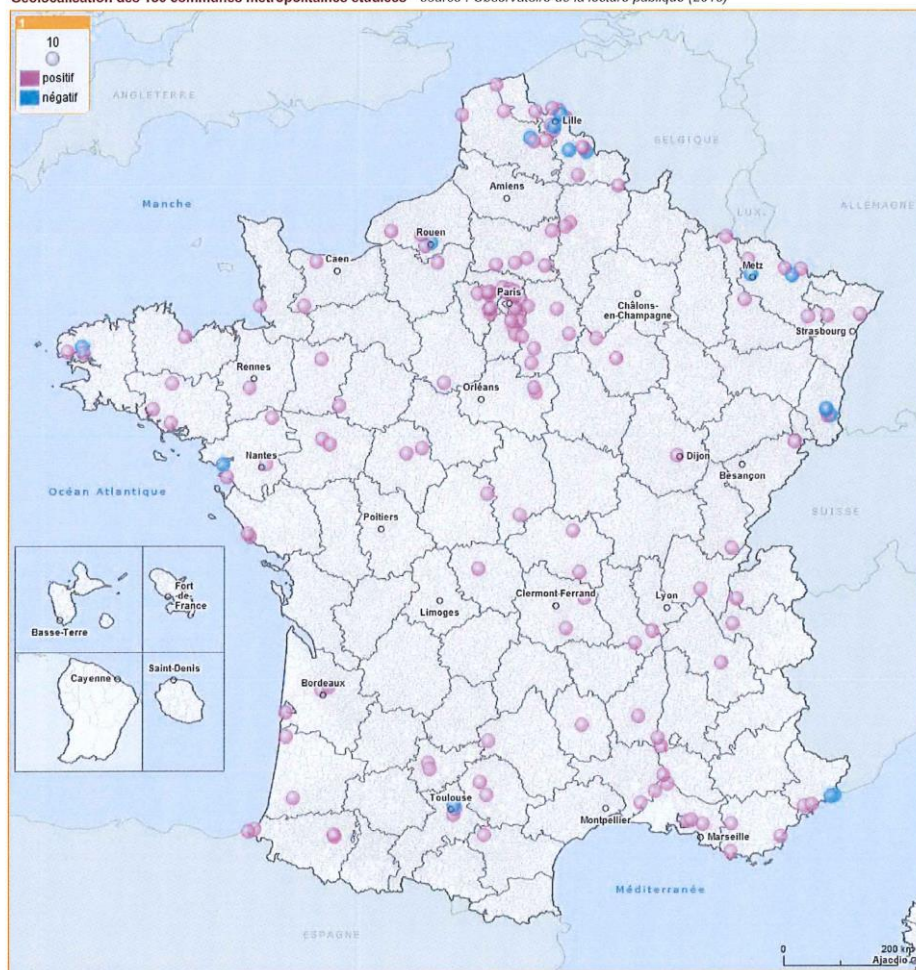 Géolocalisation des 150 communes métropolitaines étudiées - source : Observatoire de la lecture publique (2016)
1
10
positif
négatif
ANGLETERRE
Lille
BELGIQUE
Amiens
Manche
LUX.
ALLEMAGNE
Rouen
Caen
Metz
Paris
Châlons-
en-Champagne
Strasbourg
Rennes
Orléans
Nantes
Dijon
Besançon
Océan Atlantique
SUISSE
Poitiers
Fort
de
France
Basse-Terre
Clermont Ferrand
Lyon
Limoges
Cayenne
Saint-Denis
Bordeaux
Toulouse
Montpellier
Marseille
Méditerranée
ESPAGNE
0
200 km
Ajaccio